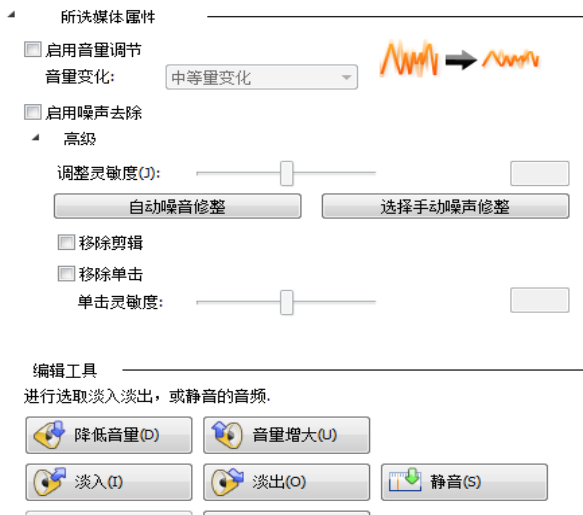 所选媒体属性
启用音量调节
音量变化: 中等量变化
启用噪声去除
高级
调整灵敏度(J):
自动噪音修整 选择手动噪声修整
移除剪辑
移除单击
单击灵敏度:
编辑工具
进行选取淡入淡出，或静音的音频.
降低音量(D) 音量增大(U)
淡入(I) 淡出(O) 静音(S)